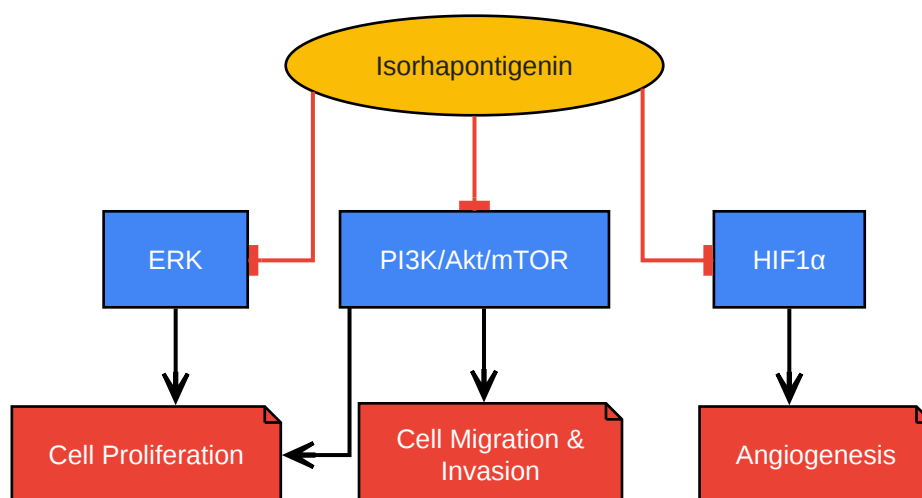 Isorhapontigenin
ERK
PI3K/Akt/mTOR
HIF1α
Cell Proliferation
Cell Migration &
Invasion
Angiogenesis